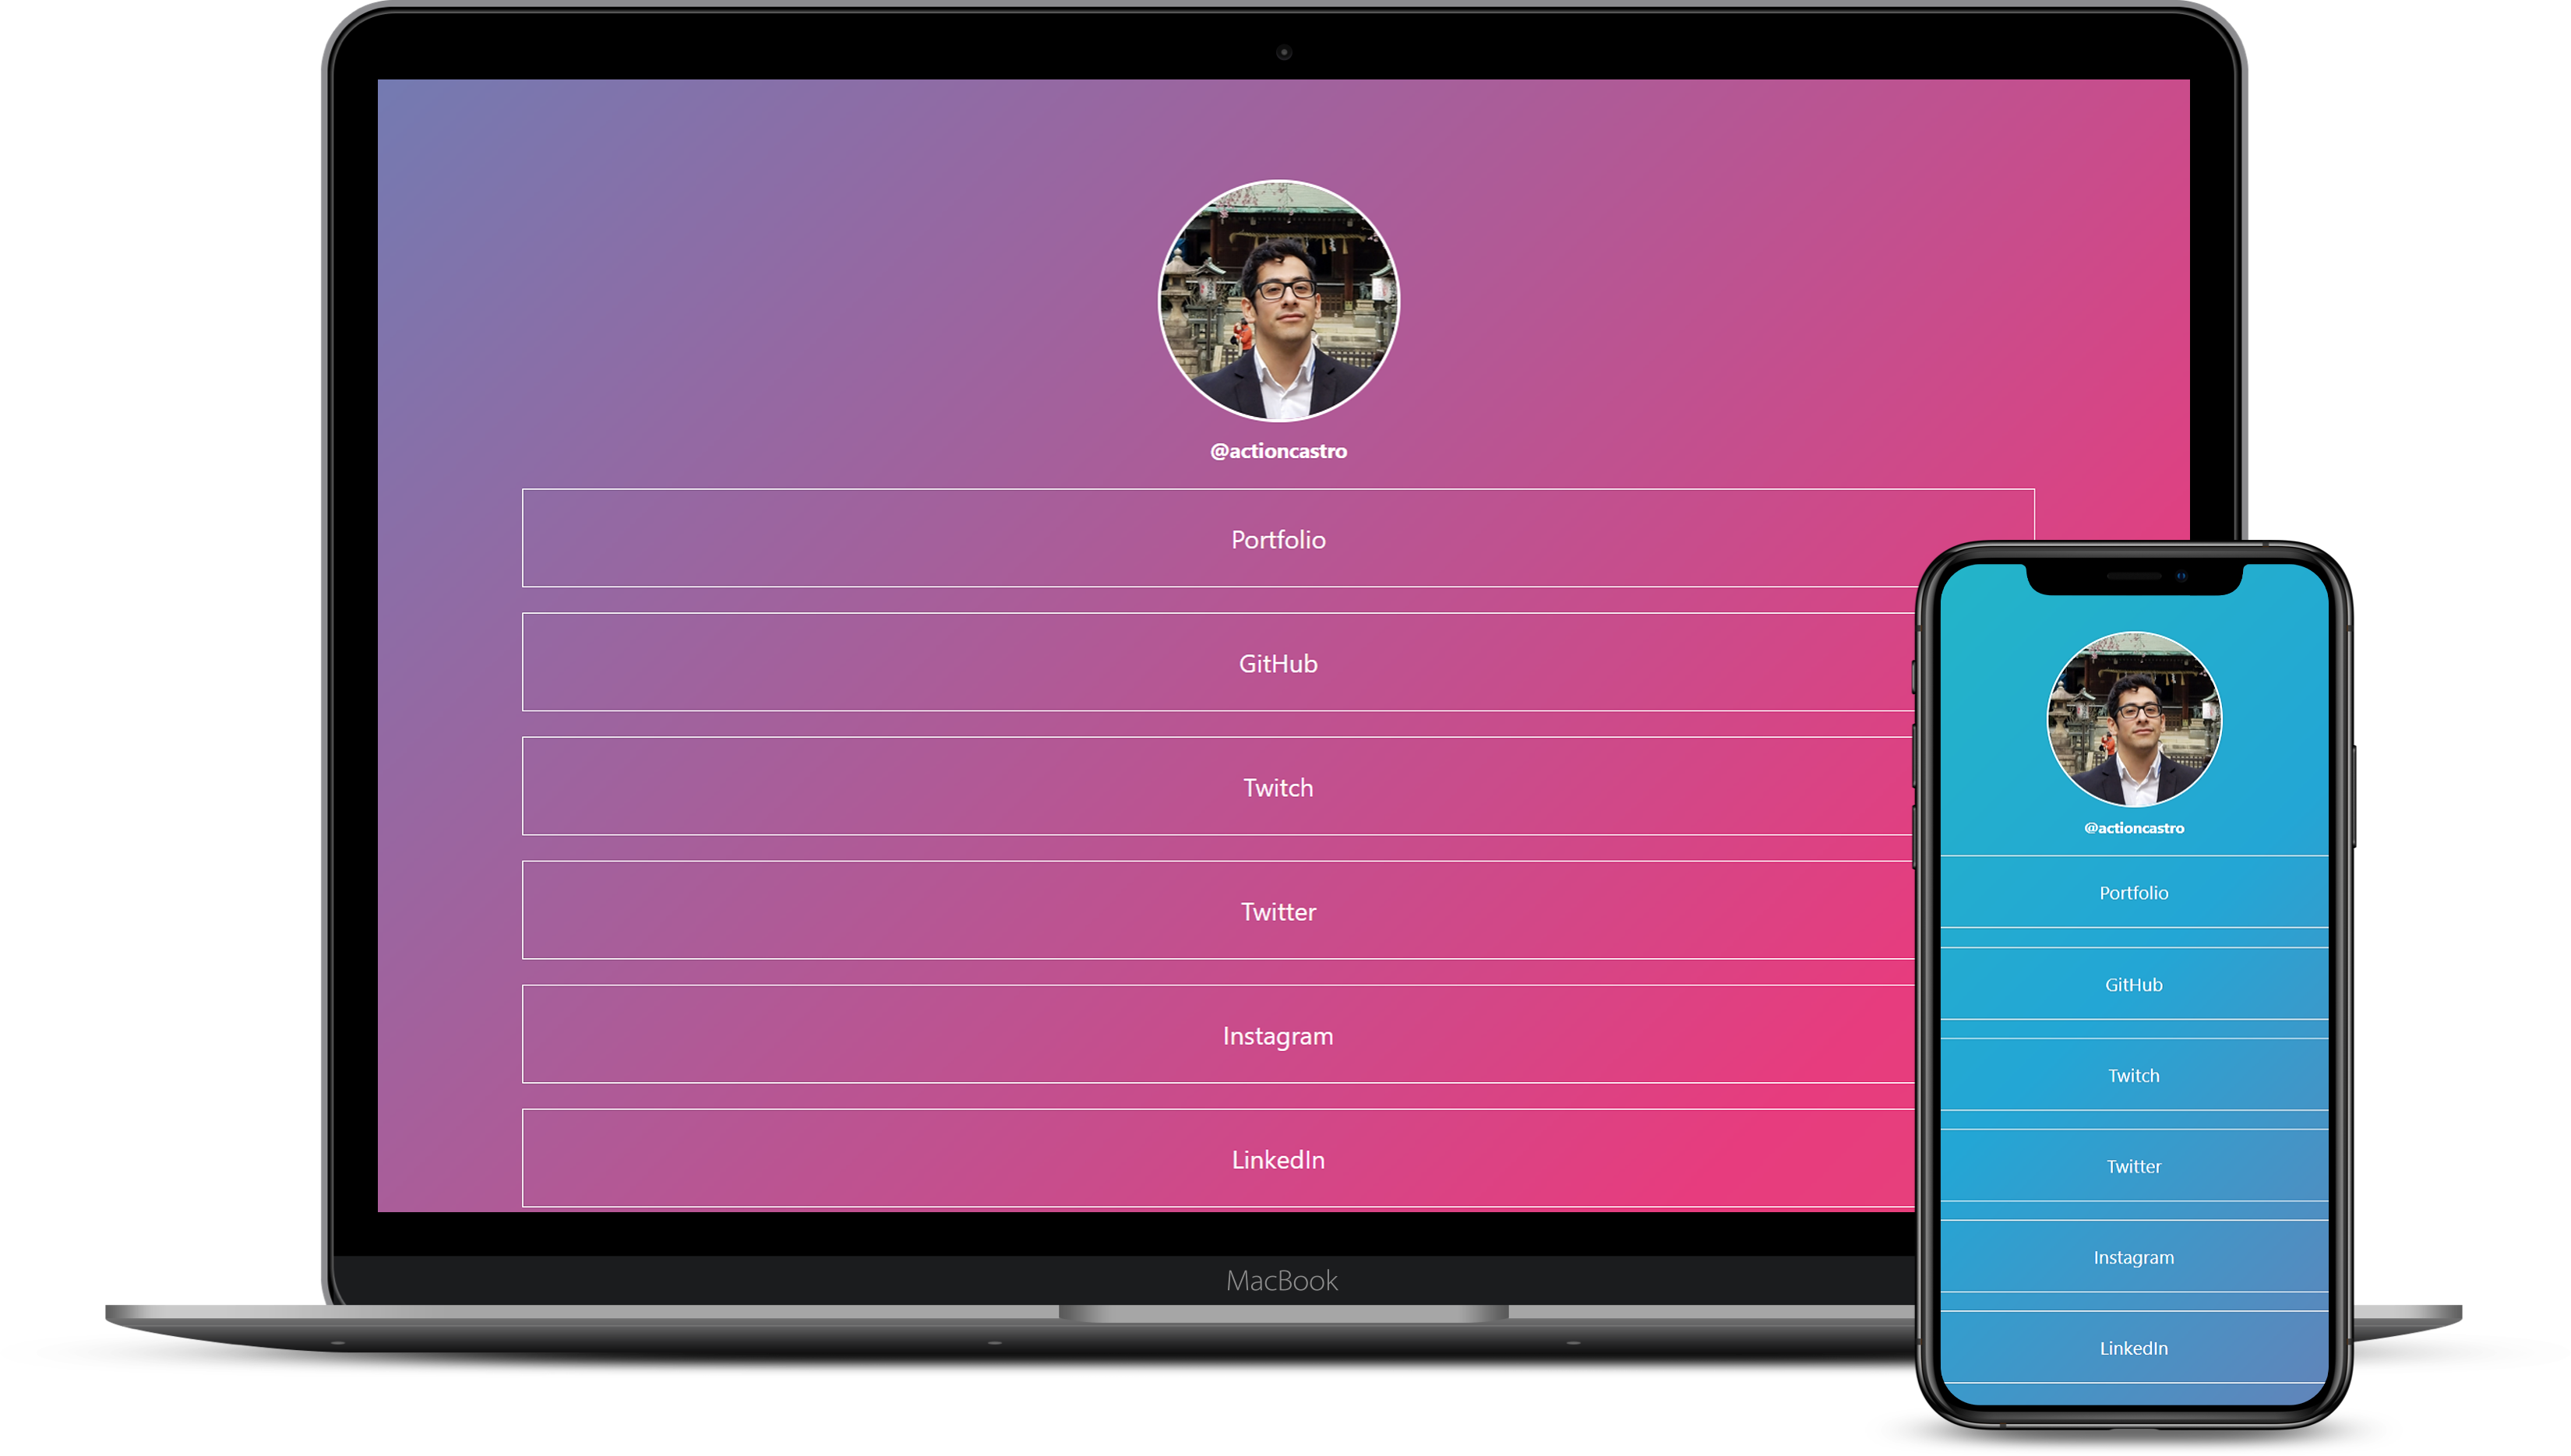 @actioncastro
Portfolio
GitHub
Twitch
Twitter
Instagram
LinkedIn
MacBook
@actioncastro
Portfolio
GitHub
Twitch
Twitter
Instagram
LinkedIn